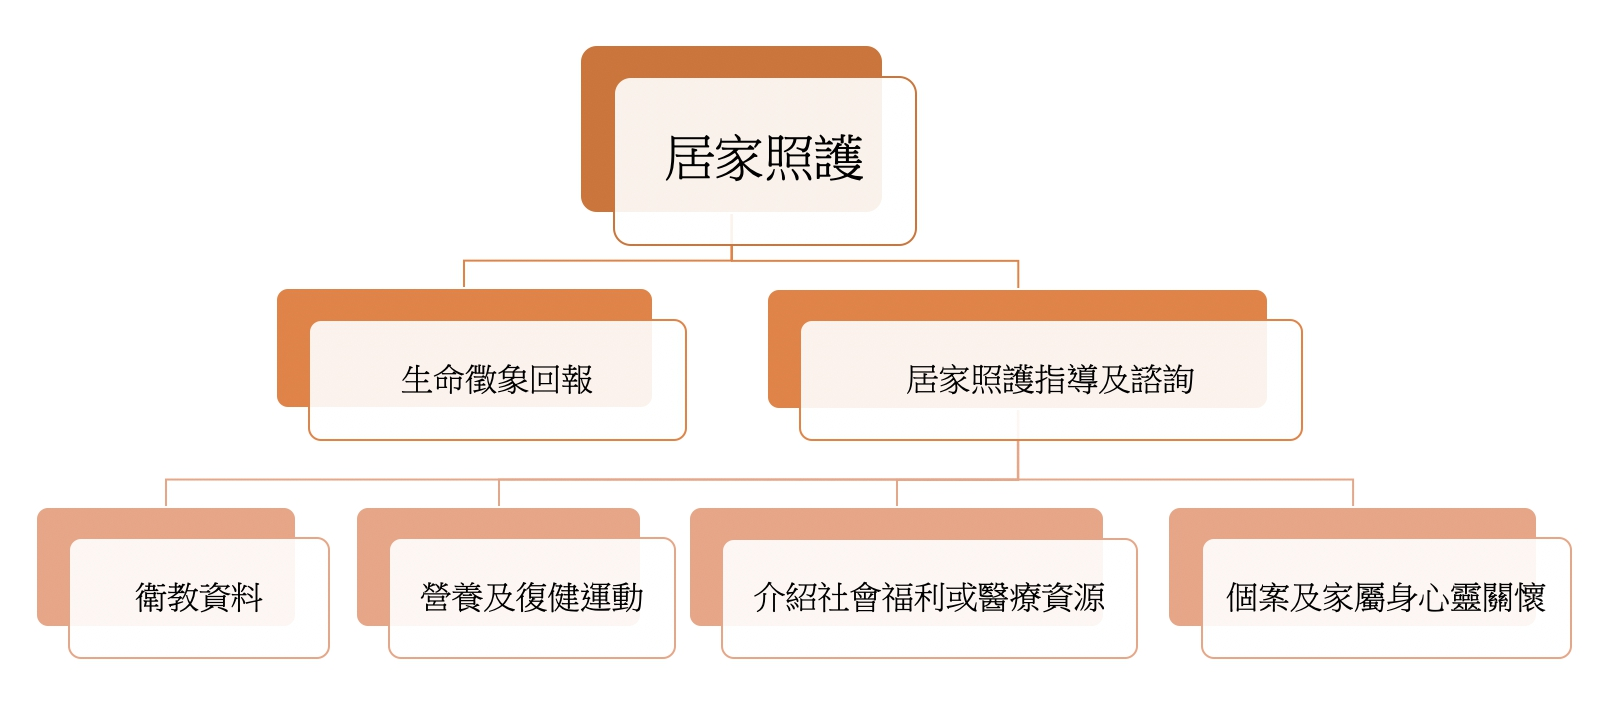 居家照護
生命徵象回報
居家照護指導及諮詢
衛教資料
營養及復健運動
介紹社會福利或醫療資源
個案及家屬身心靈關懷